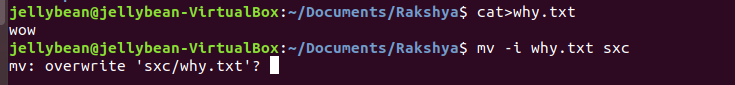 jellybean@jellybean-VirtualBox:~/Documents/Rakshya$ cat>why.txt
wow
jellybean@jellybean-VirtualBox:~/Documents/Rakshya$ mv -i why.txt sxc
mv: overwrite 'sxc/why.txt'?